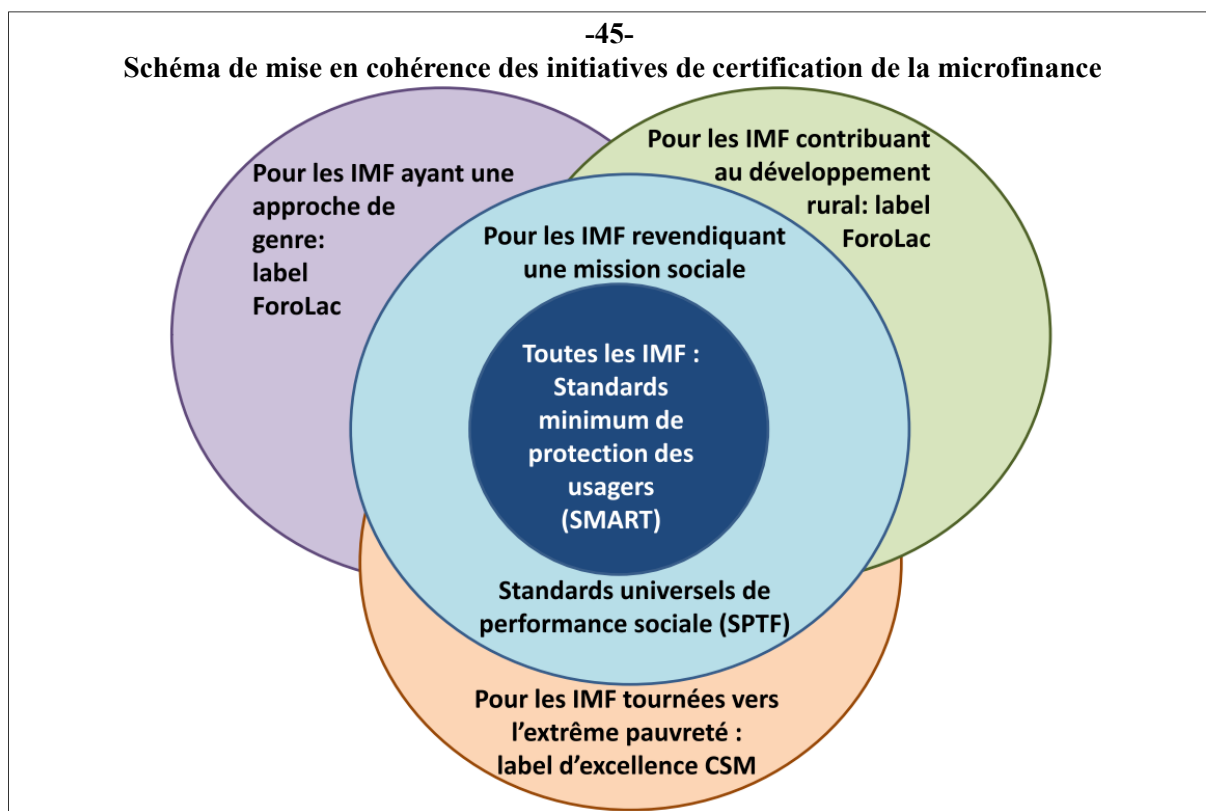 -45-
Schéma de mise en cohérence des initiatives de certification de la microfinance
Pour les IMF ayant une
approche de
genre:
label
ForoLac
Pour les IMF contribuant
au développement
rural: label
ForoLac
Pour les IMF revendiquant
une mission sociale
Toutes les IMF :
Standards
minimum de
protection des
usagers
(SMART)
Standards universels de
performance sociale (SPTF)
Pour les IMF tournées vers
l’extrême pauvreté :
label d’excellence CSM